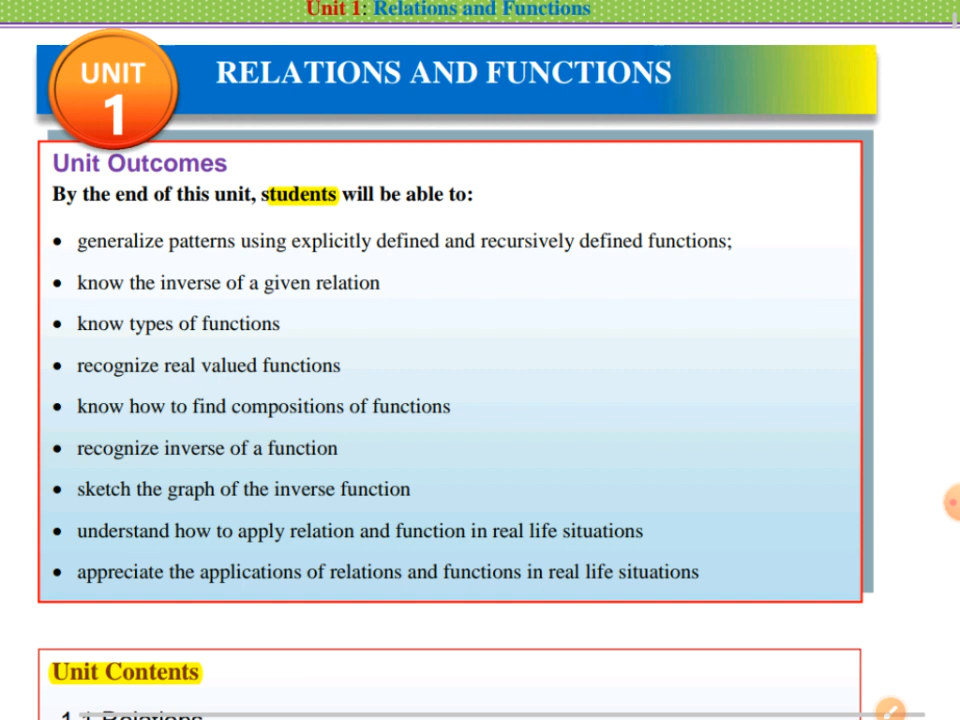 Unit 1: Relations and Functions
UNIT
1
RELATIONS AND FUNCTIONS
Unit Outcomes
By the end of this unit, students will be able to:
• generalize patterns using explicitly defined and recursively defined functions;
• know the inverse of a given relation
• know types of functions
• recognize real valued functions
• know how to find compositions of functions
• recognize inverse of a function
• sketch the graph of the inverse function
• understand how to apply relation and function in real life situations
• appreciate the applications of relations and functions in real life situations
Unit Contents
1.1 Relations